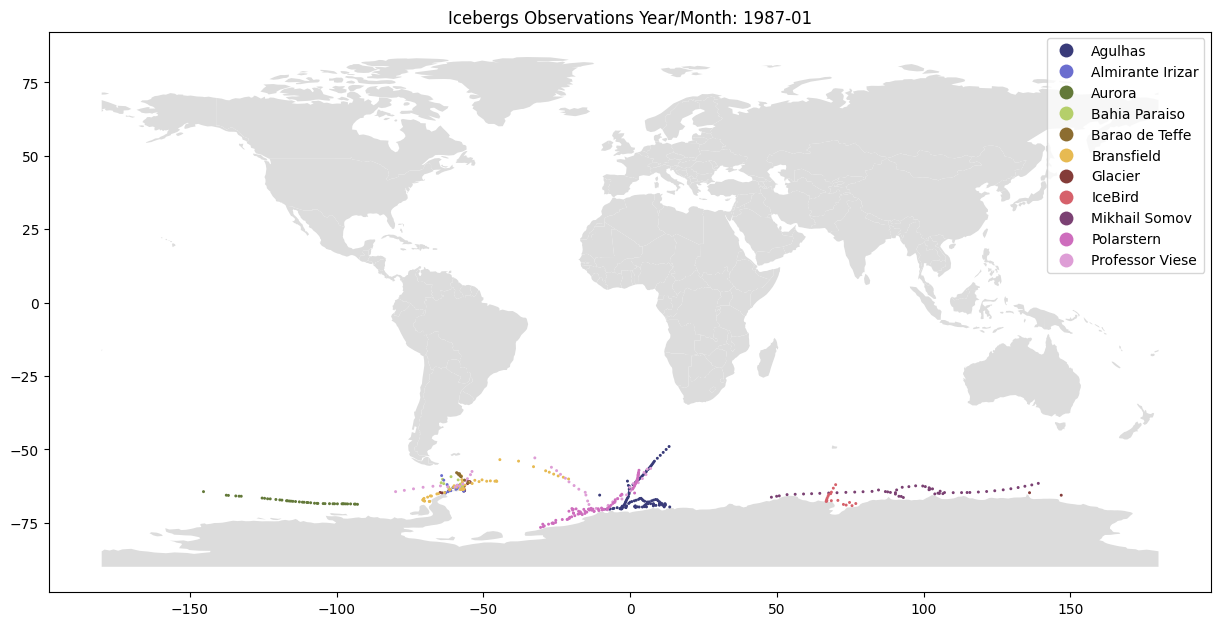 Icebergs Observations Year/Month: 1987-01
Agulhas
Almirante Irizar
Aurora
Bahia Paraiso
Barao de Teffe
Bransfield
Glacier
IceBird
Mikhail Somov
Polarstern
Professor Viese
75
50
25
0
−25
−50
−75
−150
−100
−50
0
50
100
150